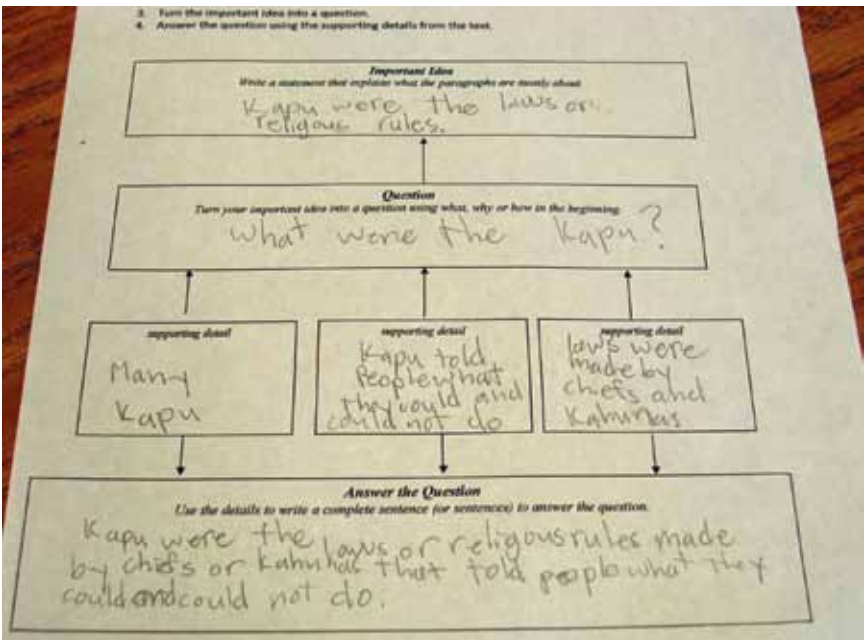 3. Turn the important idea into a question.
4. Answer the question using the supporting details from the text.
Important Idea
Write a statement that explains what the paragraphs are mostly about.
Kapu were the laws or
religous rules.
Question
Turn your important idea into a question using what, why or how in the beginning.
What were the Kapu?
supporting detail
Many
Kapu
supporting detail
Kapu told
People what
they could and
could not do
supporting detail
laws were
made by
chiefs and
Kahunas
Answer the Question
Use the details to write a complete sentence (or sentences) to answer the question.
Kapu were the laws or religous rules made
by chiefs or Kahunas that told people what they
could and could not do.